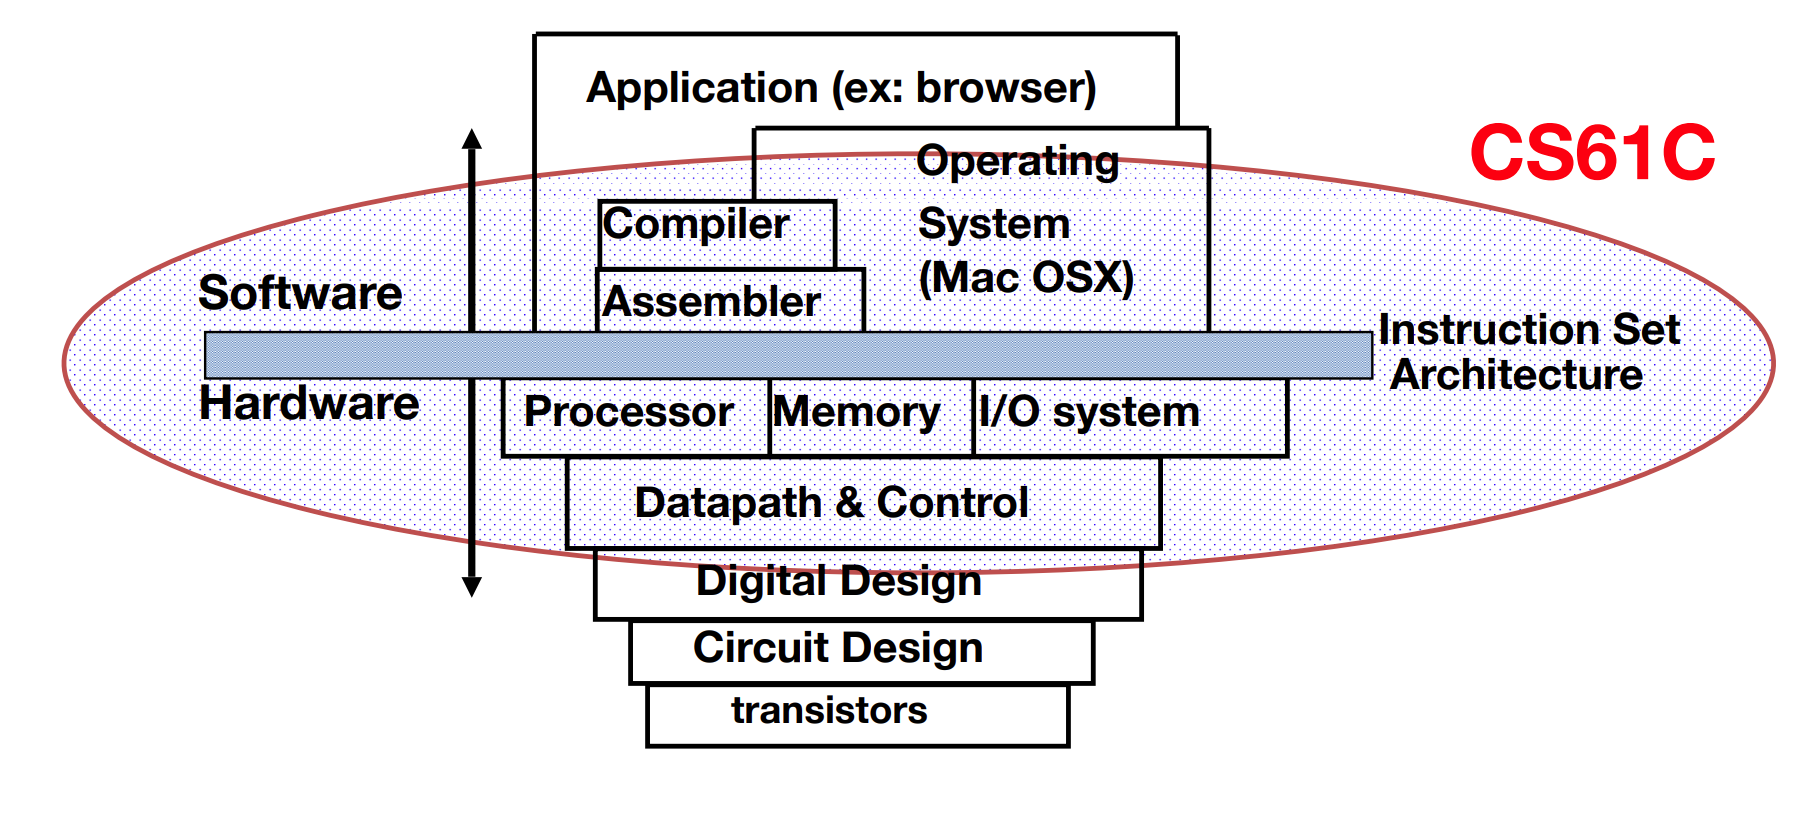 Application (ex: browser)
CS61C
Operating
System
(Mac OSX)
Compiler
Assembler
Software
Instruction Set
Architecture
Hardware
Processor
Memory
I/O system
Datapath & Control
Digital Design
Circuit Design
transistors